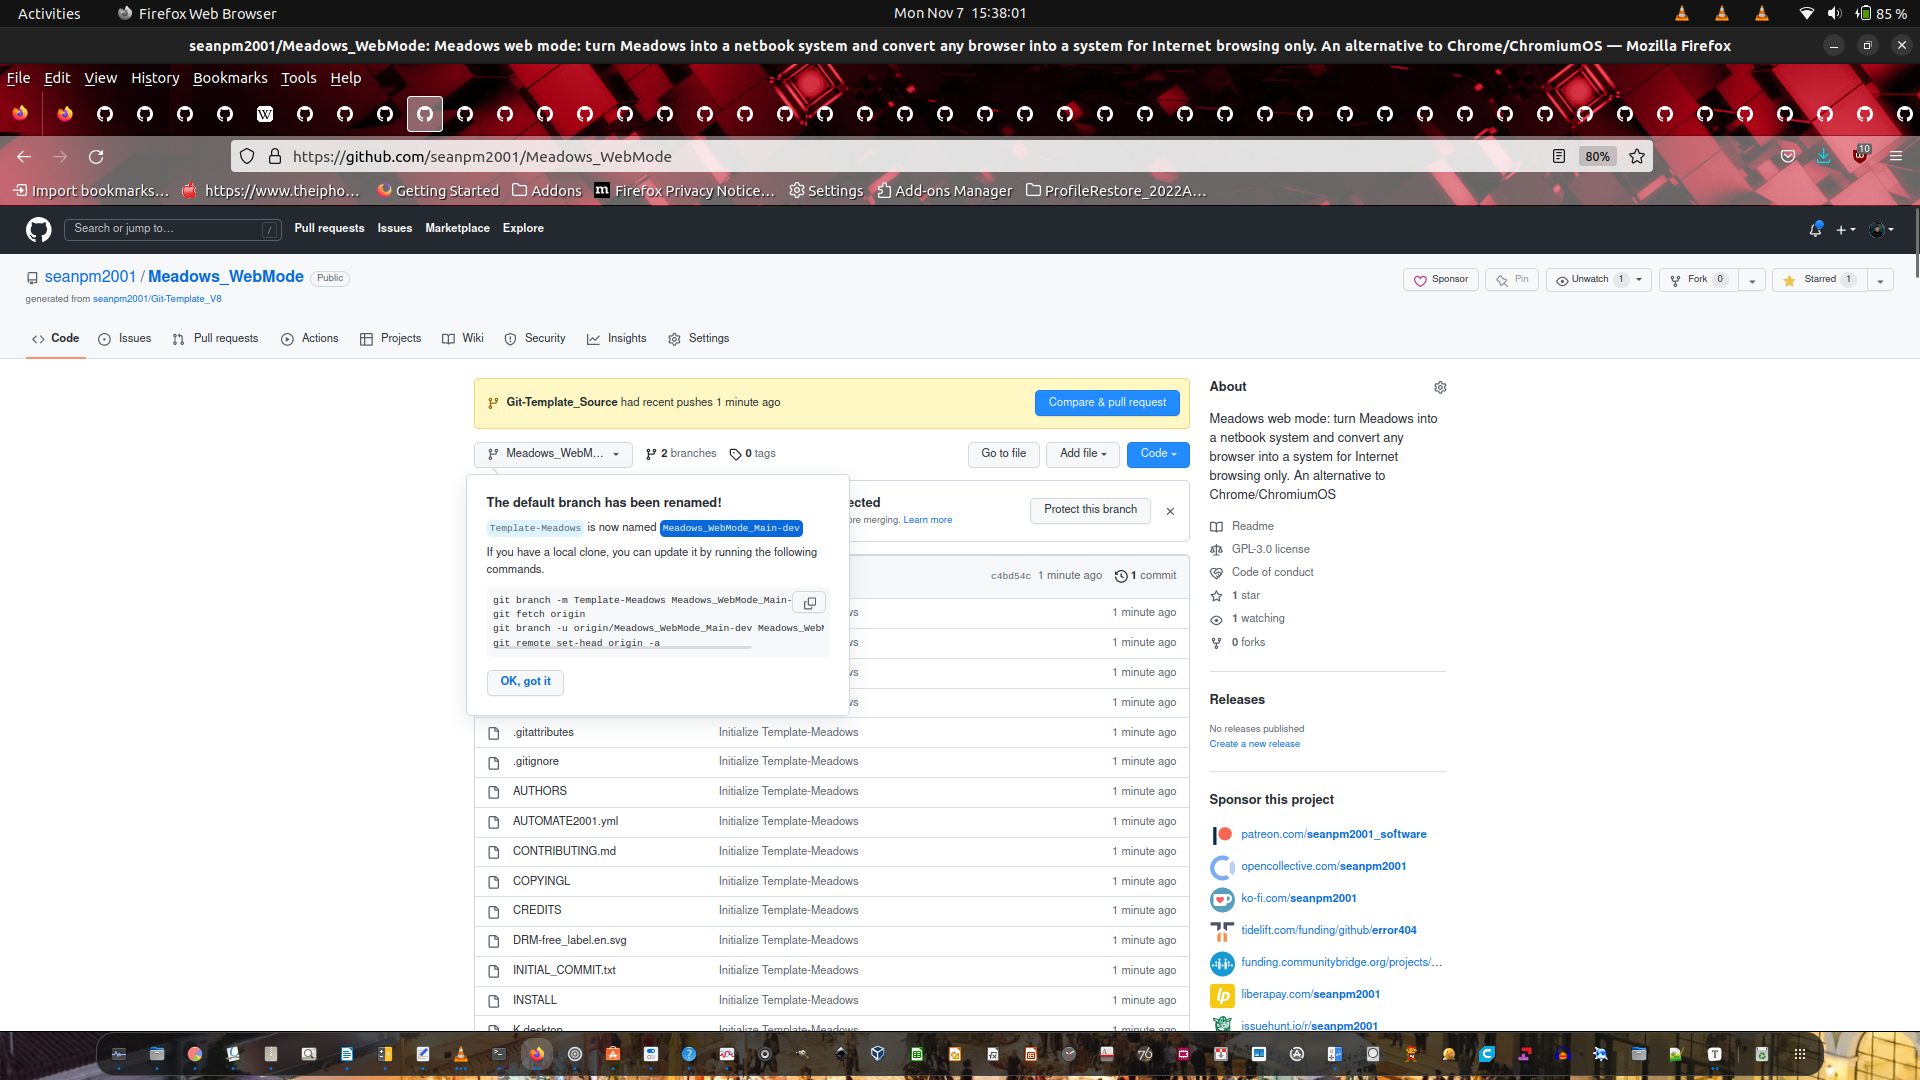 Activities
Firefox Web Browser
Mon Nov 7 15:38:01
85 %
seanpm2001/Meadows_WebMode: Meadows web mode: turn Meadows into a netbook system and convert any browser into a system for Internet browsing only. An alternative to Chrome/ChromiumOS — Mozilla Firefox
File Edit View History Bookmarks Tools Help
https://github.com/seanpm2001/Meadows_WebMode
80%
10
Import bookmarks… https://www.theipho… Getting Started Addons Firefox Privacy Notice… Settings Add-ons Manager ProfileRestore_2022A…
Search or jump to… /
Pull requests Issues Marketplace Explore
seanpm2001 / Meadows_WebMode Public
generated from seanpm2001/Git-Template_V8
Sponsor Pin Unwatch 1 Fork 0 Starred 1
Code Issues Pull requests Actions Projects Wiki Security Insights Settings
Git-Template_Source had recent pushes 1 minute ago
Compare & pull request
Meadows_WebM… 2 branches 0 tags
Go to file Add file Code
The default branch has been renamed!
Template-Meadows is now named Meadows_WebMode_Main-dev
If you have a local clone, you can update it by running the following
commands.
git branch -m Template-Meadows Meadows_WebMode_Main-
git fetch origin
git branch -u origin/Meadows_WebMode_Main-dev Meadows_WebM
git remote set-head origin -a
OK, got it
ected
ore merging. Learn more
Protect this branch
c4bd54c 1 minute ago 1 commit
ws 1 minute ago
ws 1 minute ago
ws 1 minute ago
ws 1 minute ago
.gitattributes Initialize Template-Meadows 1 minute ago
.gitignore Initialize Template-Meadows 1 minute ago
AUTHORS Initialize Template-Meadows 1 minute ago
AUTOMATE2001.yml Initialize Template-Meadows 1 minute ago
CONTRIBUTING.md Initialize Template-Meadows 1 minute ago
COPYINGL Initialize Template-Meadows 1 minute ago
CREDITS Initialize Template-Meadows 1 minute ago
DRM-free_label.en.svg Initialize Template-Meadows 1 minute ago
INITIAL_COMMIT.txt Initialize Template-Meadows 1 minute ago
INSTALL Initialize Template-Meadows 1 minute ago
K.desktop Initialize Template-Meadows 1 minute ago
About
Meadows web mode: turn Meadows into
a netbook system and convert any
browser into a system for Internet
browsing only. An alternative to
Chrome/ChromiumOS
Readme
GPL-3.0 license
Code of conduct
1 star
1 watching
0 forks
Releases
No releases published
Create a new release
Sponsor this project
patreon.com/seanpm2001_software
opencollective.com/seanpm2001
ko-fi.com/seanpm2001
tidelift.com/funding/github/error404
funding.communitybridge.org/projects/…
liberapay.com/seanpm2001
issuehunt.io/r/seanpm2001